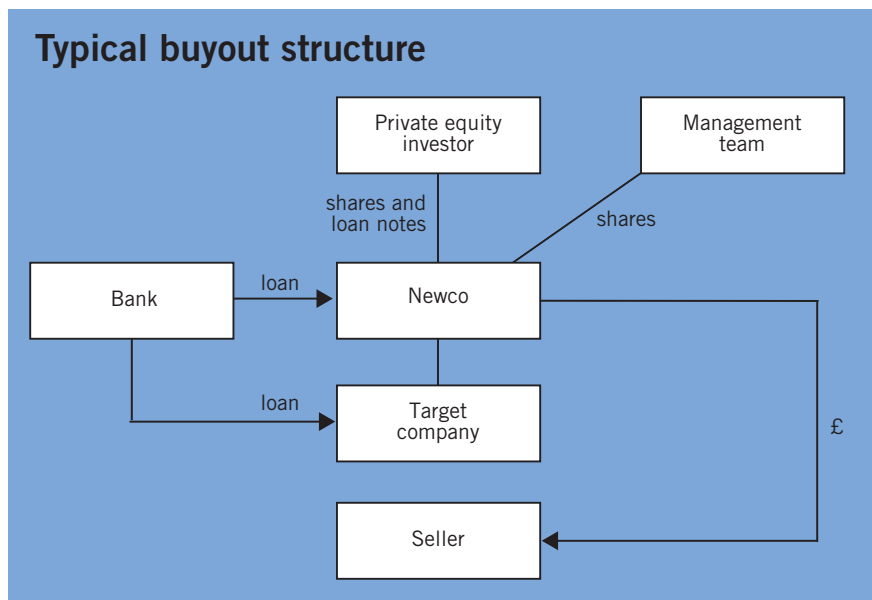 Typical buyout structure
Private equity
investor
Management
team
shares and
loan notes
shares
Bank
loan
Newco
loan
Target
company
£
Seller